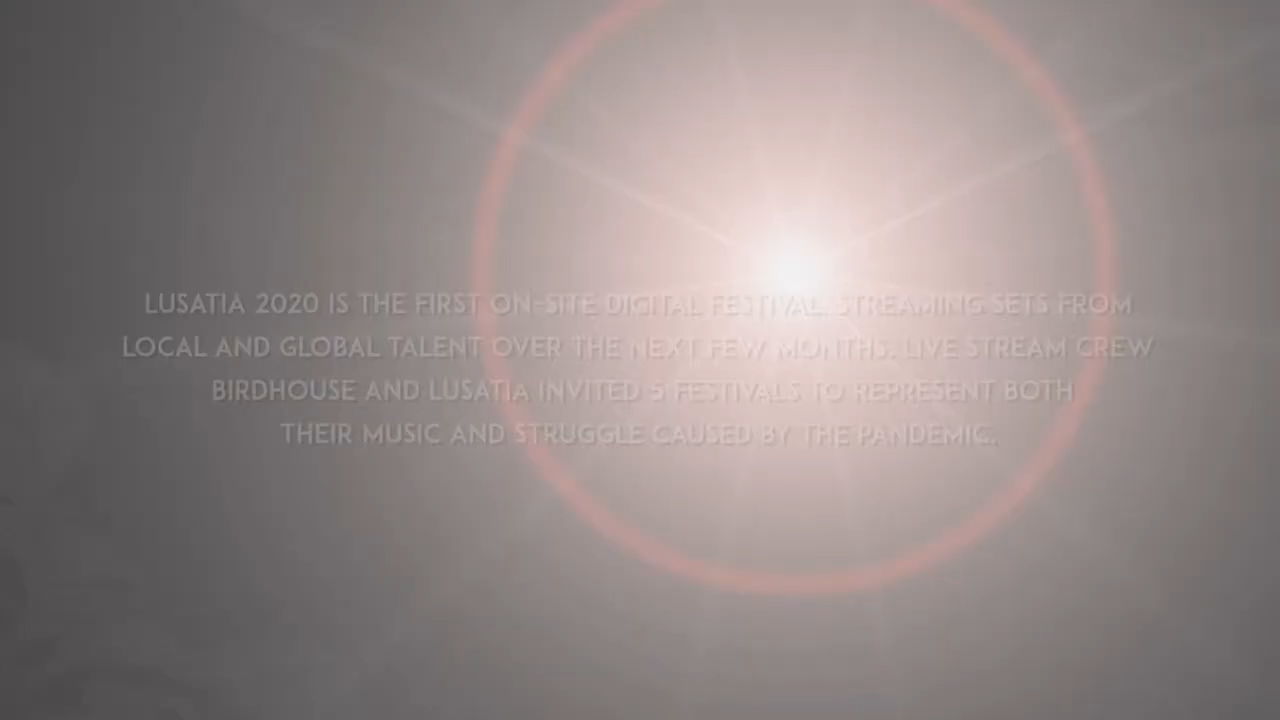 LUSATIA 2020 IS THE FIRST ON-SITE DIGITAL FESTIVAL, STREAMING SETS FROM
LOCAL AND GLOBAL TALENT OVER THE NEXT FEW MONTHS. LIVE STREAM CREW
BIRDHOUSE AND LUSATIA INVITED 5 FESTIVALS TO REPRESENT BOTH
THEIR MUSIC AND STRUGGLE CAUSED BY THE PANDEMIC.